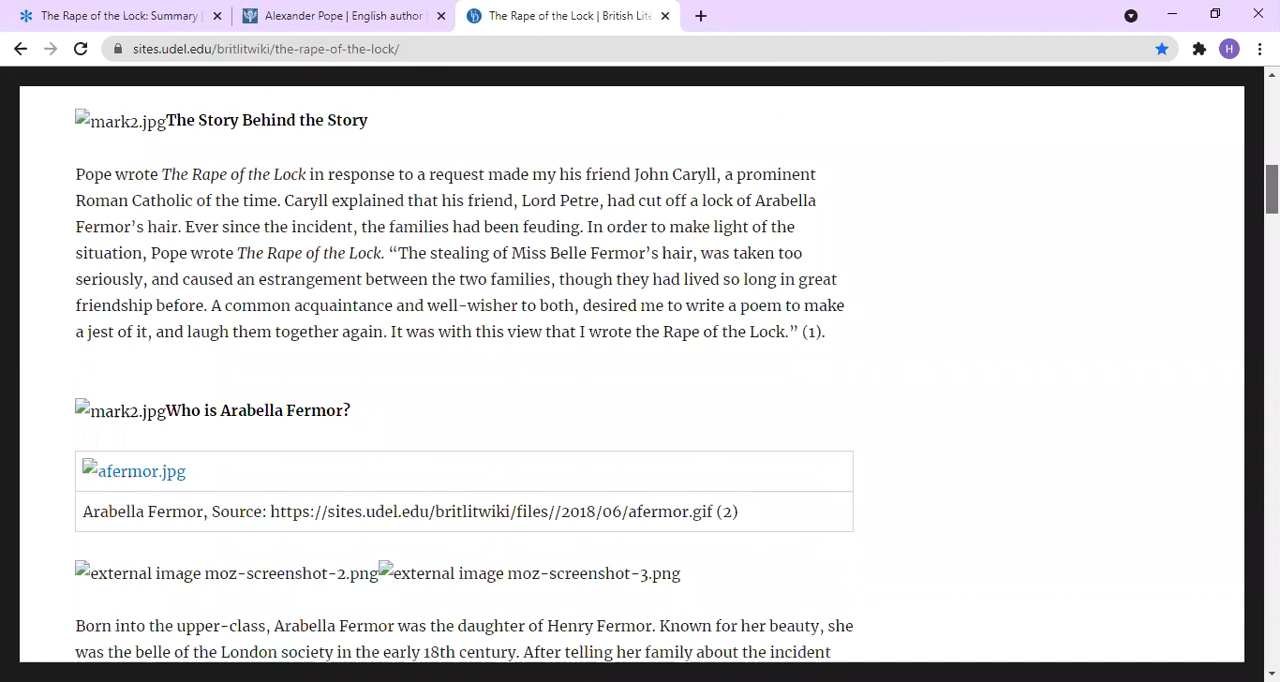 The Rape of the Lock: Summary
Alexander Pope | English author
The Rape of the Lock | British Lite
sites.udel.edu/britlitwiki/the-rape-of-the-lock/
H
mark2.jpgThe Story Behind the Story
Pope wrote The Rape of the Lock in response to a request made my his friend John Caryll, a prominent
Roman Catholic of the time. Caryll explained that his friend, Lord Petre, had cut off a lock of Arabella
Fermor’s hair. Ever since the incident, the families had been feuding. In order to make light of the
situation, Pope wrote The Rape of the Lock. “The stealing of Miss Belle Fermor’s hair, was taken too
seriously, and caused an estrangement between the two families, though they had lived so long in great
friendship before. A common acquaintance and well-wisher to both, desired me to write a poem to make
a jest of it, and laugh them together again. It was with this view that I wrote the Rape of the Lock.” (1).
mark2.jpgWho is Arabella Fermor?
afermor.jpg
Arabella Fermor, Source: https://sites.udel.edu/britlitwiki/files//2018/06/afermor.gif (2)
external image moz-screenshot-2.pngexternal image moz-screenshot-3.png
Born into the upper-class, Arabella Fermor was the daughter of Henry Fermor. Known for her beauty, she
was the belle of the London society in the early 18th century. After telling her family about the incident